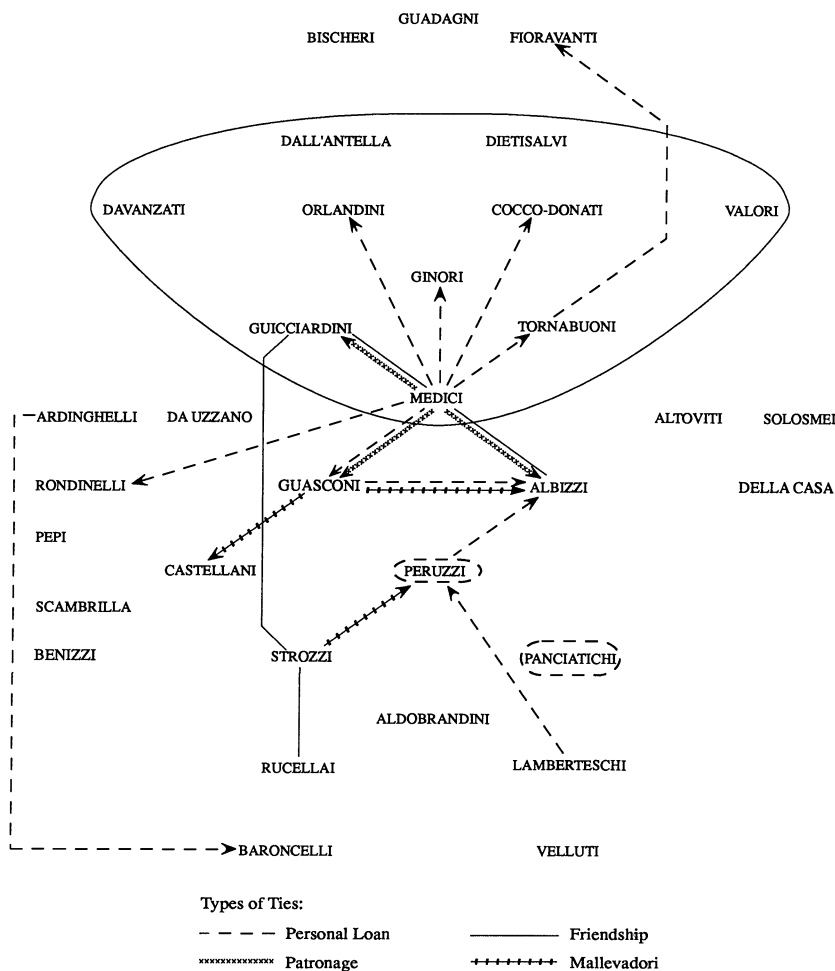 GUADAGNI
BISCHERI FIORAVANTI
DALL'ANTELLA DIETISALVI
DAVANZATI ORLANDINI COCCO-DONATI VALORI
GINORI
GUICCIARDINI TORNABUONI
MEDICI
ARDINGHELLI DA UZZANO ALTOVITI SOLOSMEI
RONDINELLI GUASCONI ALBIZZI DELLA CASA
PEPI
CASTELLANI PERUZZI
SCAMBRILLA
BENIZZI STROZZI PANCIATICHI
ALDOBRANDINI
RUCELLAI LAMBERTESCHI
BARONCELLI VELLUTI
Types of Ties:
Personal Loan Friendship
Patronage Mallevadori